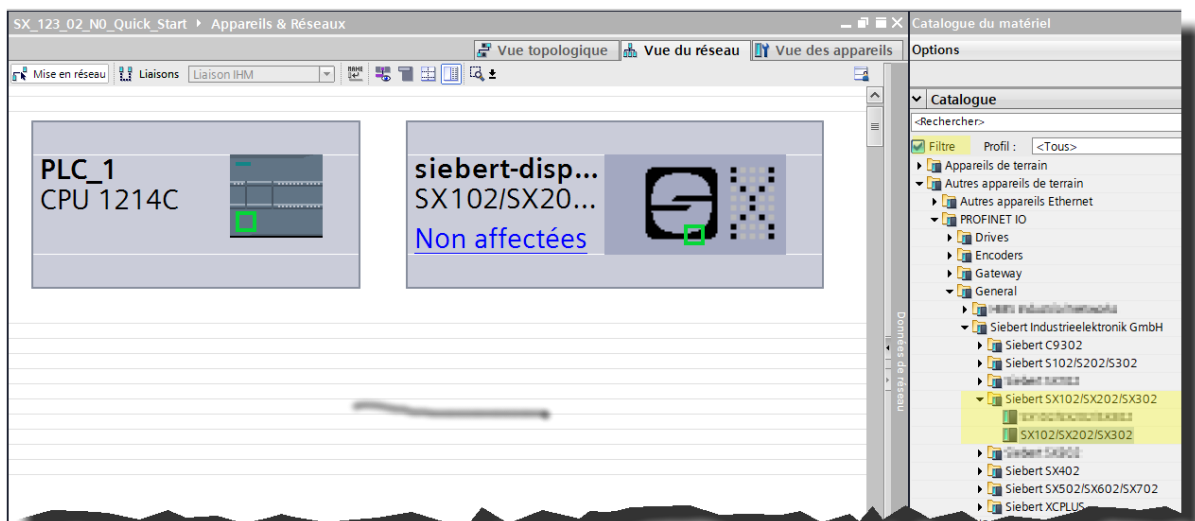 SX_123_02_N0_Quick_Start ▸ Appareils & Réseaux
Vue topologique
Vue du réseau
Vue des appareils
Mise en réseau
Liaisons
Liaison IHM
PLC_1
CPU 1214C
siebert-disp...
SX102/SX20...
Non affectées
Données de réseau
Catalogue du matériel
Options
Catalogue
<Rechercher>
Filtre Profil : <Tous>
Appareils de terrain
Autres appareils de terrain
Autres appareils Ethernet
PROFINET IO
Drives
Encoders
Gateway
General
Siebert Industrieelektronik GmbH
Siebert C9302
Siebert S102/S202/S302
Siebert SX102/SX202/SX302
SX102/SX202/SX302
Siebert SX402
Siebert SX502/SX602/SX702
Siebert XCPLUS